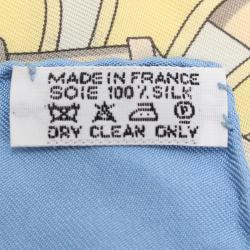 MADE IN FRANCE
SOIE 100% SILK
P
DRY CLEAN ONLY